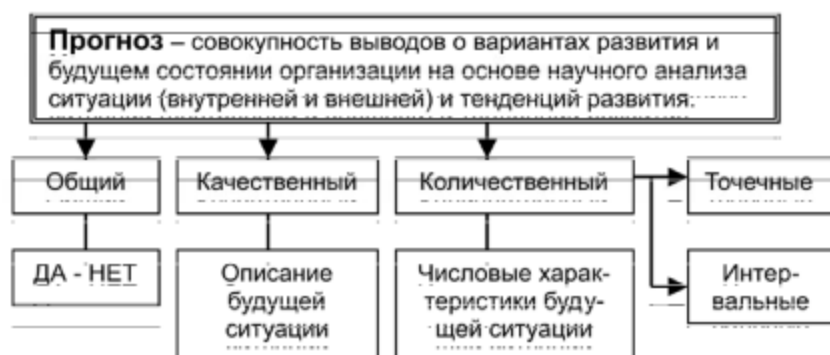 Прогноз – совокупность выводов о вариантах развития и
будущем состоянии организации на основе научного анализа
ситуации (внутренней и внешней) и тенденций развития.
Общий
Качественный
Количественный
Точечные
ДА - НЕТ
Описание
будущей
ситуации
Числовые харак-
теристики буду-
щей ситуации
Интер-
вальные